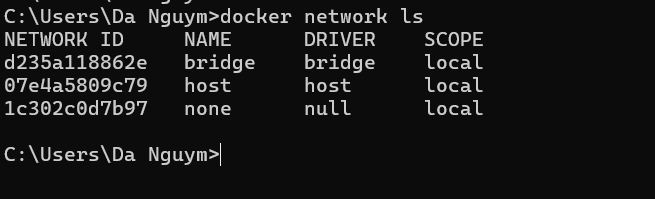 C:\Users\Da Nguym>docker network ls
NETWORK ID     NAME      DRIVER    SCOPE
d235a118862e   bridge    bridge    local
07e4a5809c79   host      host      local
1c302c0d7b97   none      null      local
C:\Users\Da Nguym>